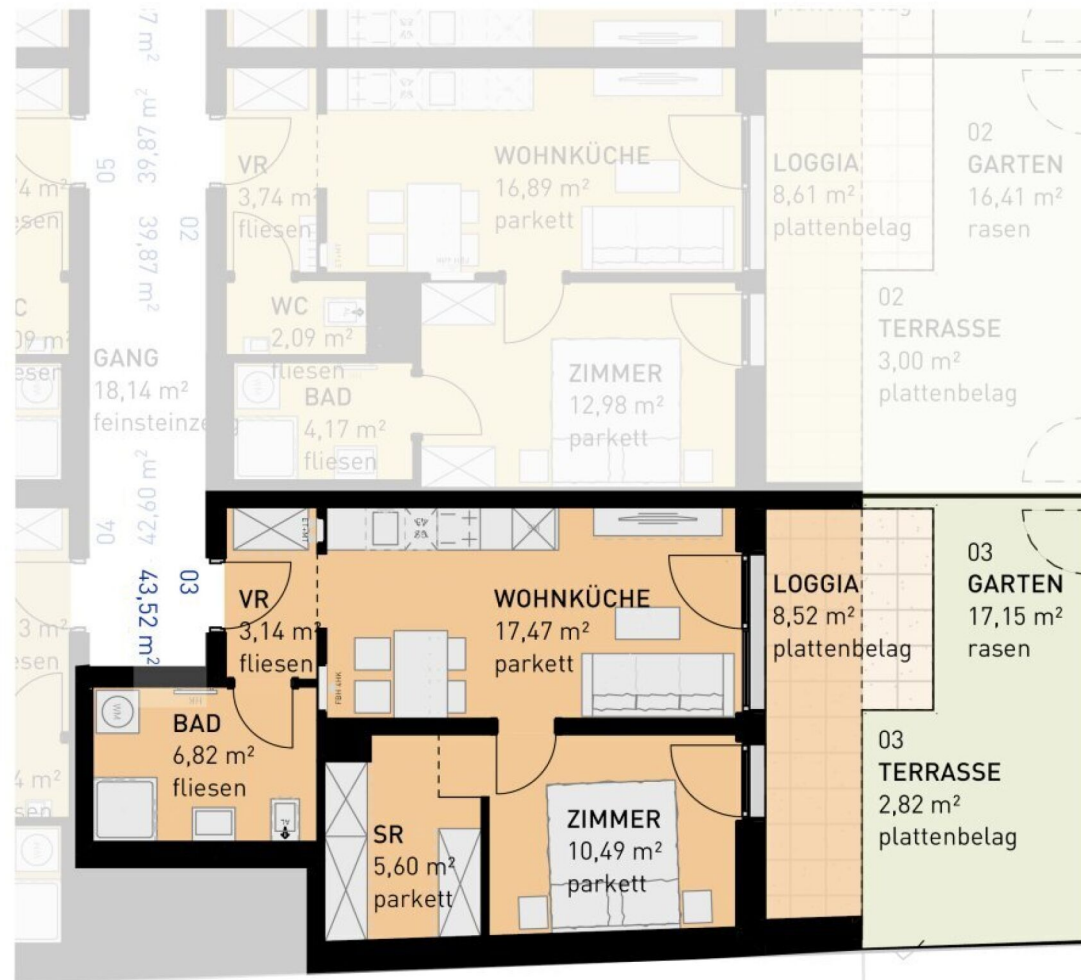 02
GARTEN
16,41 m²
rasen
VR
3,74 m²
fliesen
WOHNKÜCHE
16,89 m²
parkett
LOGGIA
8,61 m²
plattenbelag
05
39,87 m²
02
39,87 m²
WC
2,09 m²
fliesen
02
TERRASSE
3,00 m²
plattenbelag
GANG
18,14 m²
BAD
4,17 m²
fliesen
ZIMMER
12,98 m²
parkett
04
42,60 m²
03
43,52 m²
VR
3,14 m²
fliesen
WOHNKÜCHE
17,47 m²
parkett
LOGGIA
8,52 m²
plattenbelag
03
GARTEN
17,15 m²
rasen
WM
BAD
6,82 m²
fliesen
HK
AL
03
TERRASSE
2,82 m²
plattenbelag
SR
5,60 m²
parkett
ZIMMER
10,49 m²
parkett